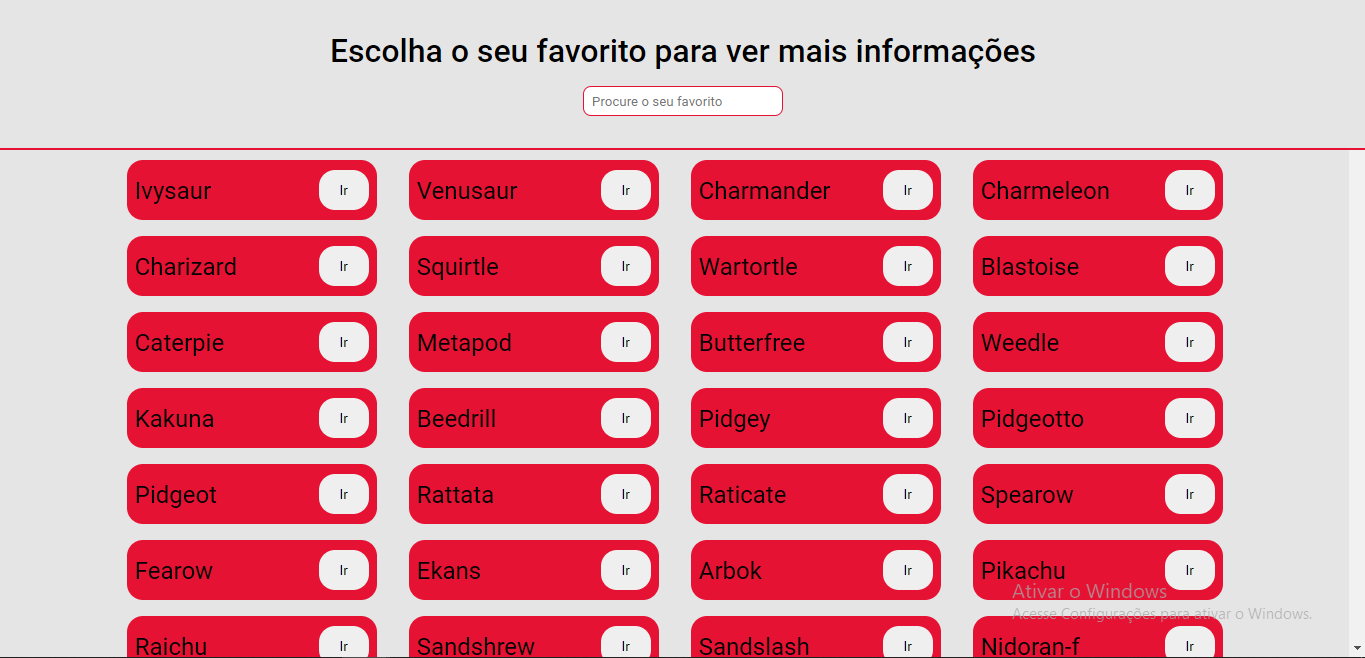 Escolha o seu favorito para ver mais informações
Procure o seu favorito
Ivysaur Ir Venusaur Ir Charmander Ir Charmeleon Ir
Charizard Ir Squirtle Ir Wartortle Ir Blastoise Ir
Caterpie Ir Metapod Ir Butterfree Ir Weedle Ir
Kakuna Ir Beedrill Ir Pidgey Ir Pidgeotto Ir
Pidgeot Ir Rattata Ir Raticate Ir Spearow Ir
Fearow Ir Ekans Ir Arbok Ir Pikachu Ir
Ativar o Windows
Acesse Configurações para ativar o Windows.
Raichu Ir Sandshrew Ir Sandslash Ir Nidoran-f Ir